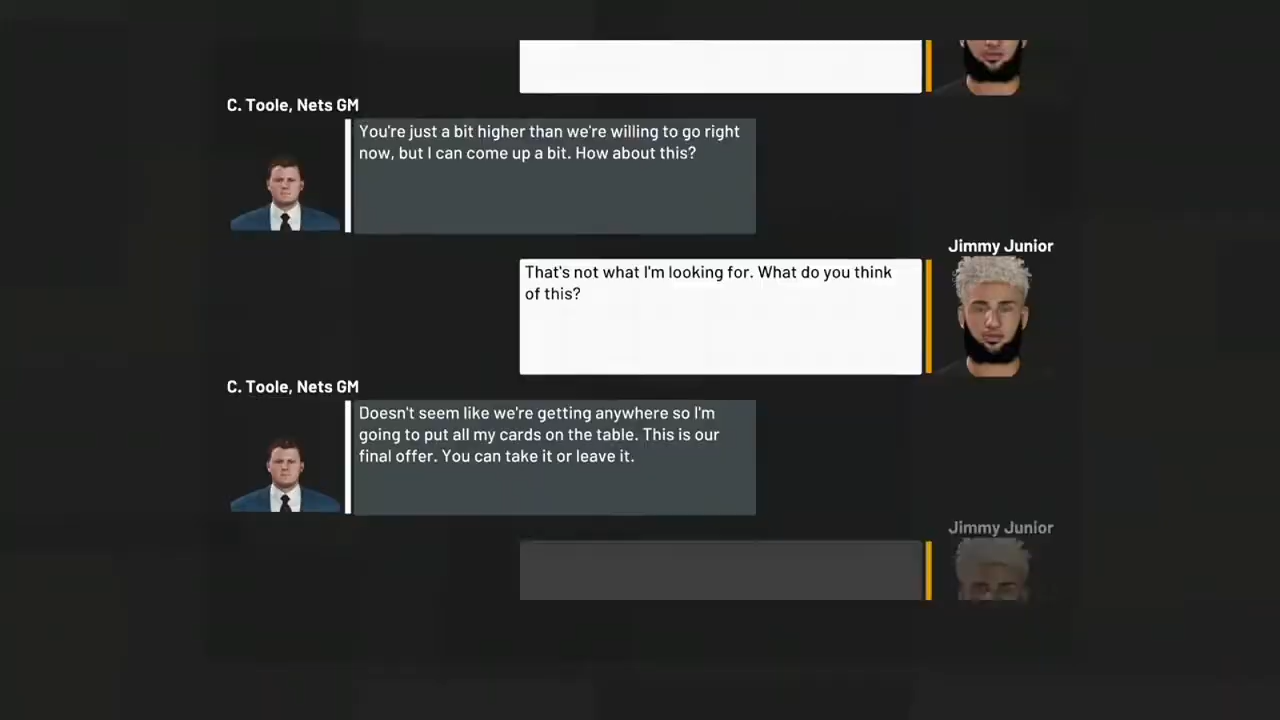 C. Toole, Nets GM
You're just a bit higher than we're willing to go right
now, but I can come up a bit. How about this?
Jimmy Junior
That's not what I'm looking for. What do you think
of this?
C. Toole, Nets GM
Doesn't seem like we're getting anywhere so I'm
going to put all my cards on the table. This is our
final offer. You can take it or leave it.
Jimmy Junior